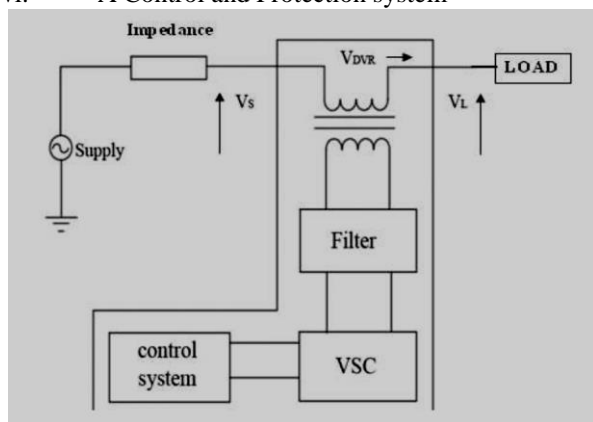 A Control and Protection system
Impedance
VDVR
LOAD
Vs
VL
Supply
Filter
control
system
VSC